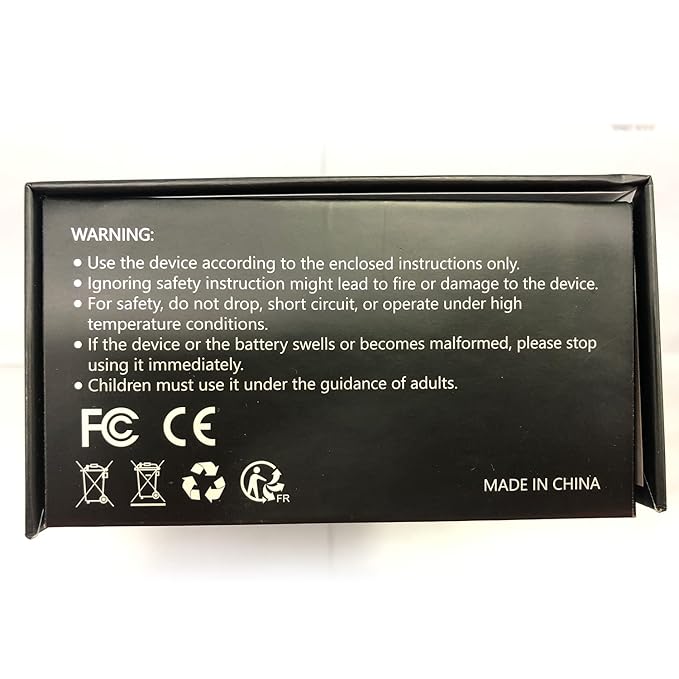 WARNING:
• Use the device according to the enclosed instructions only.
• Ignoring safety instruction might lead to fire or damage to the device.
• For safety, do not drop, short circuit, or operate under high
temperature conditions.
• If the device or the battery swells or becomes malformed, please stop
using it immediately.
• Children must use it under the guidance of adults.
FC CE
FR
MADE IN CHINA